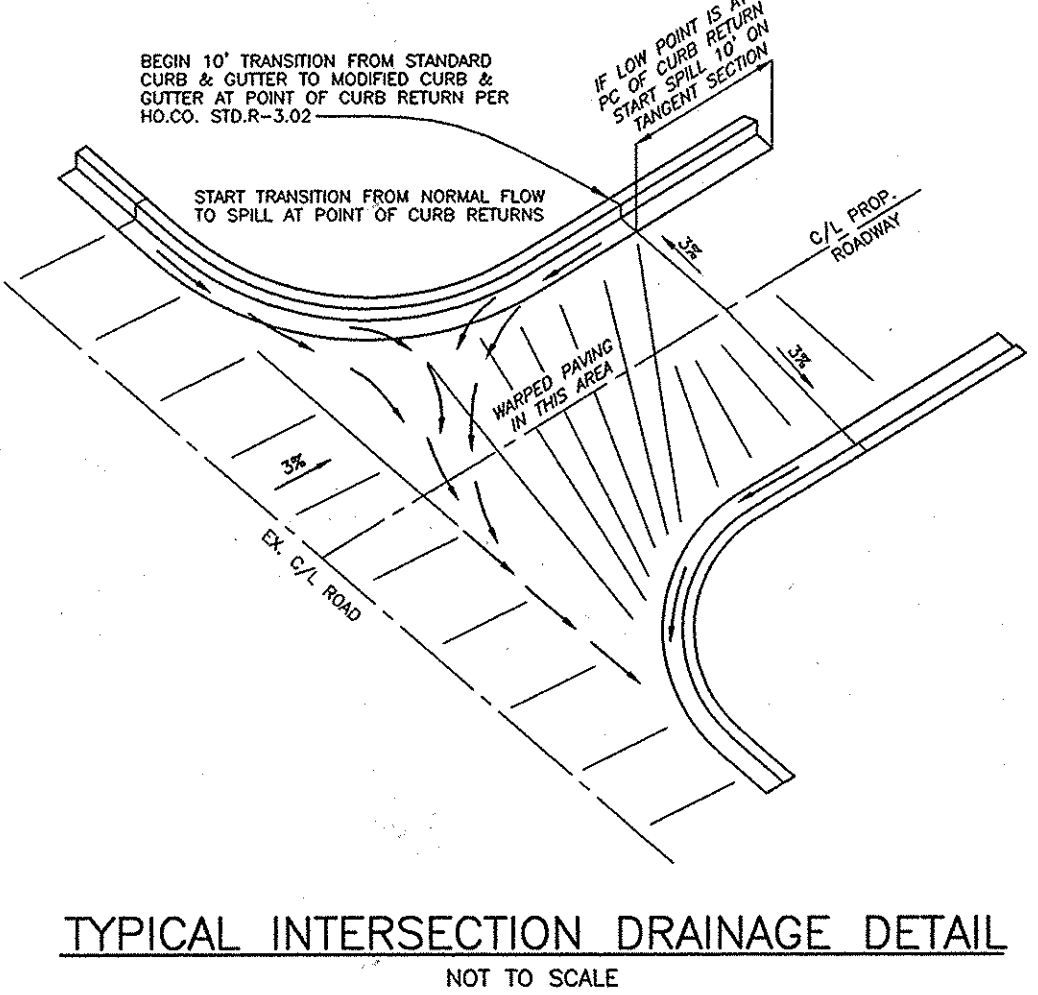 IF LOW POINT IS
PC OF CURB RETURN
START SPILL 10' ON
TANGENT SECTION
BEGIN 10' TRANSITION FROM STANDARD
CURB & GUTTER TO MODIFIED CURB &
GUTTER AT POINT OF CURB RETURN PER
HO.CO. STD.R-3.02
START TRANSITION FROM NORMAL FLOW
TO SPILL AT POINT OF CURB RETURNS
3%
C/L PROP.
ROADWAY
3%
WARPED PAVING
IN THIS AREA
3%
EX. C/L ROAD
TYPICAL INTERSECTION DRAINAGE DETAIL
NOT TO SCALE